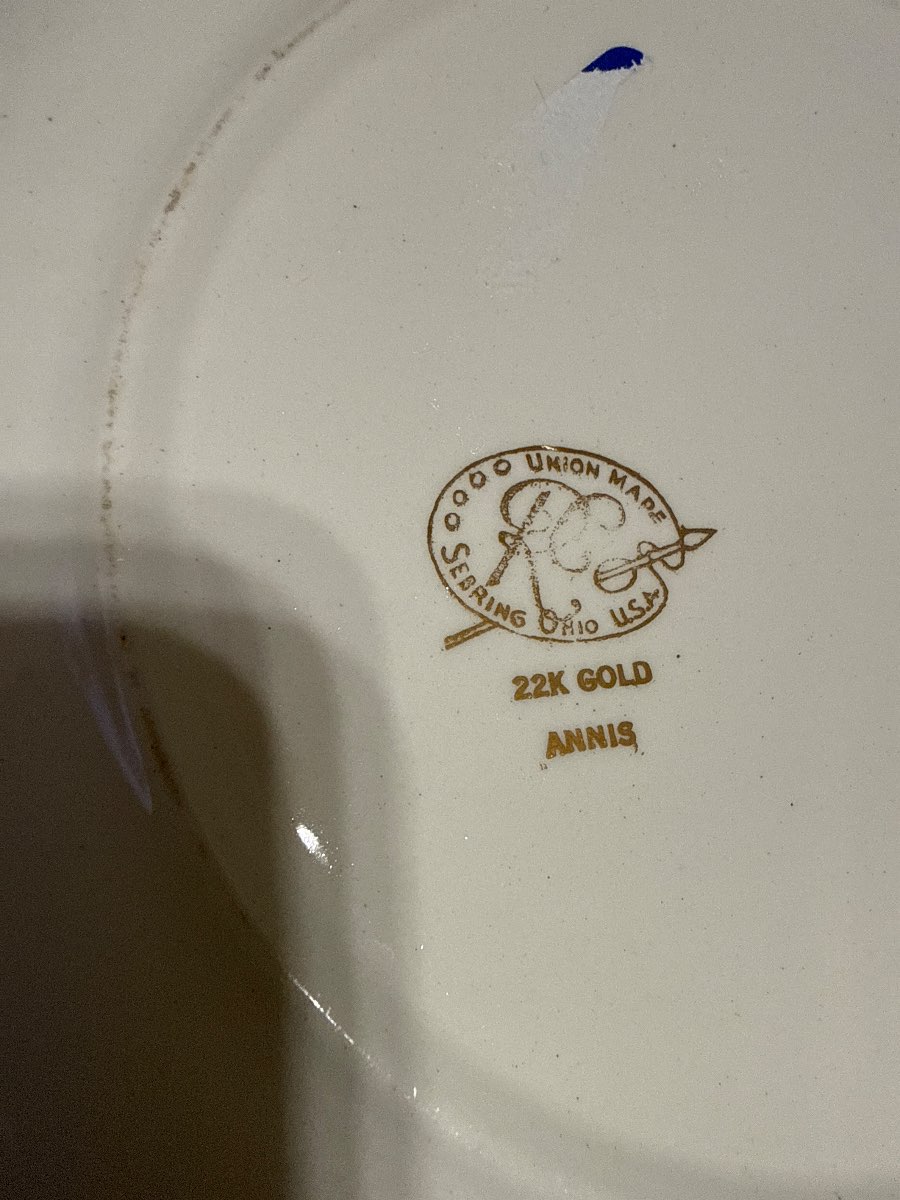 UNION MADE
SEBRING OHIO U.S.A.
22K GOLD
ANNIS